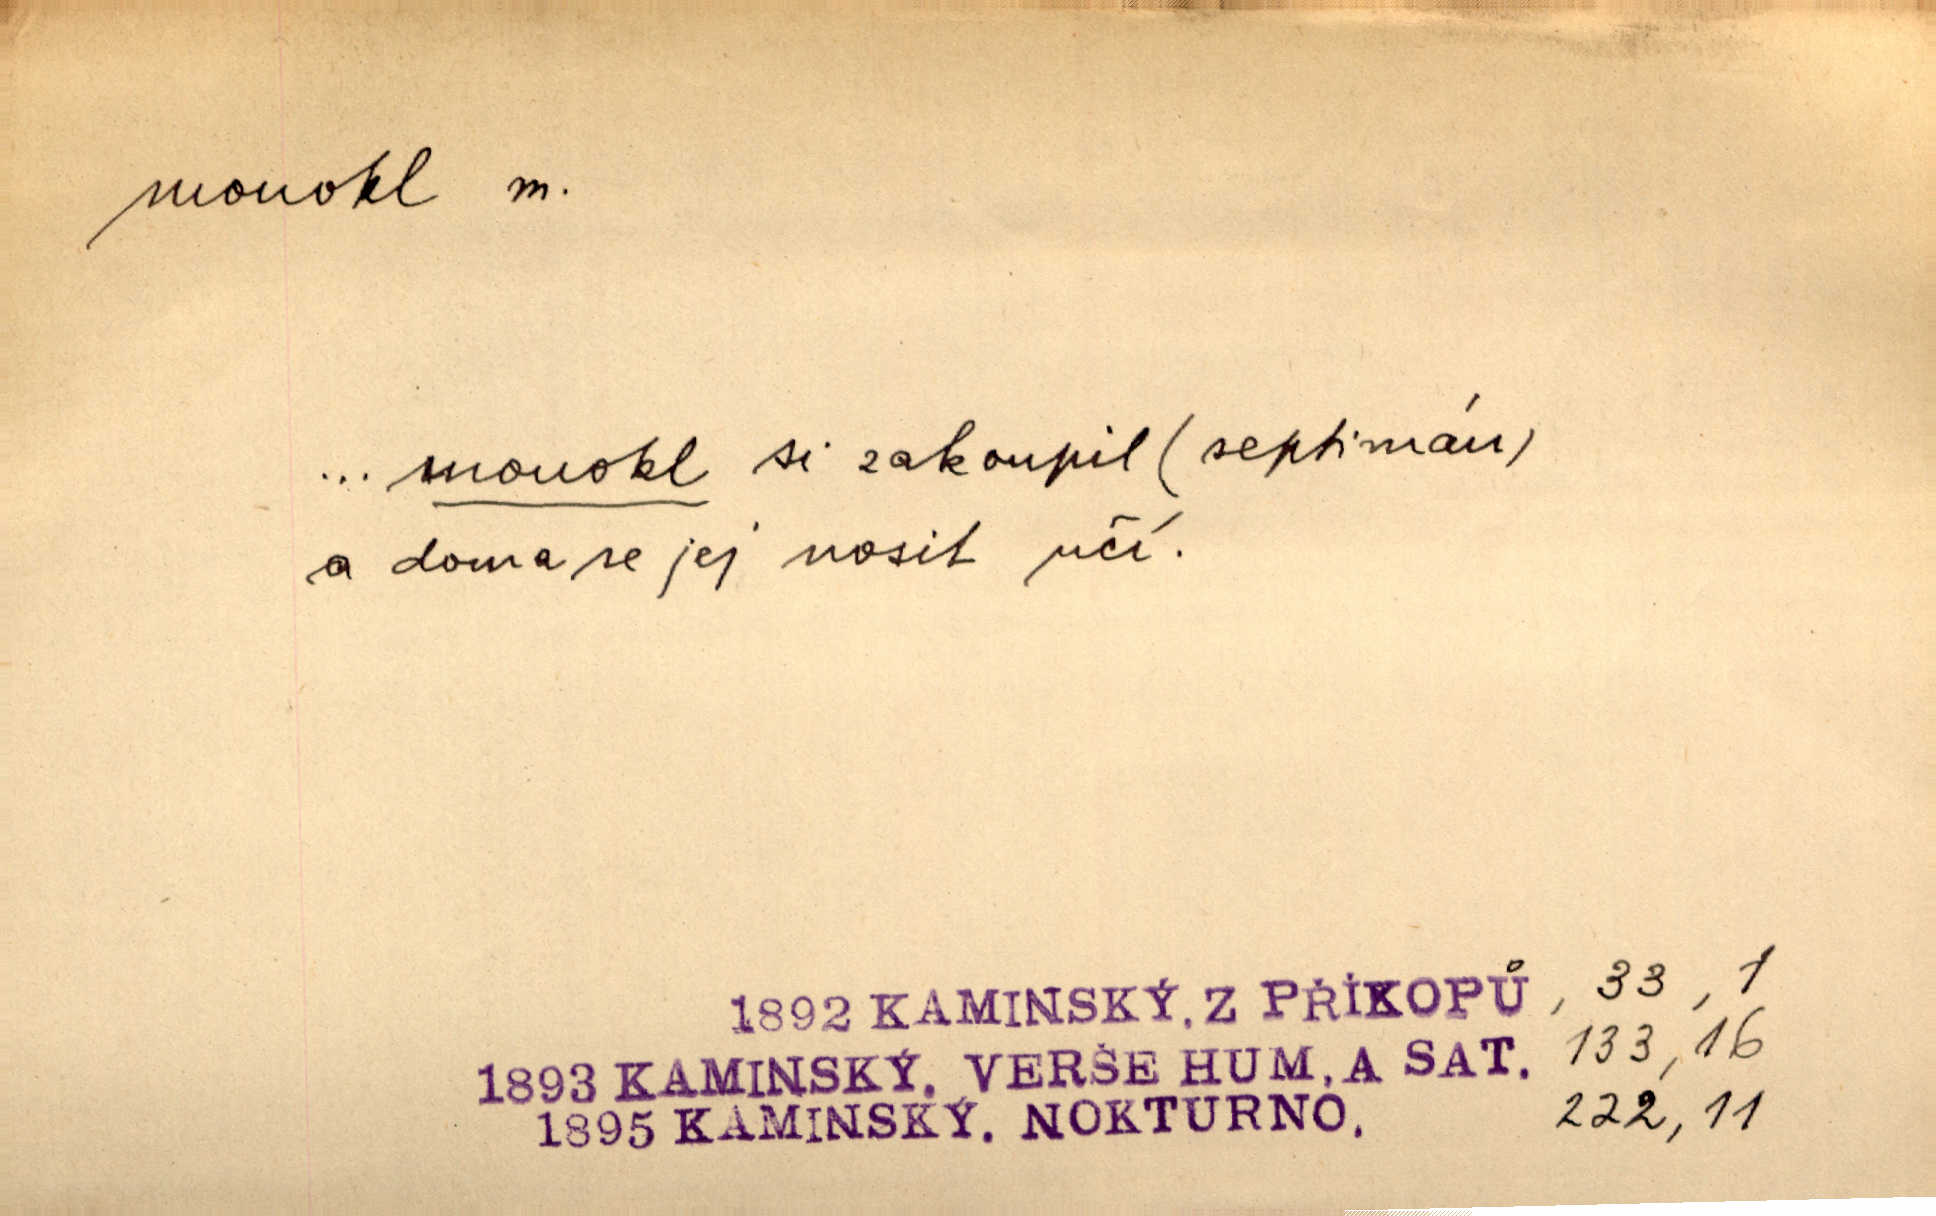 monokl m.
... monokl si zakoupil (septimán)
a doma se jej nosit učí.
1892 KAMINSKÝ. Z PŘÍKOPŮ, 33, 1
1893 KAMINSKÝ. VERŠE HUM. A SAT. 133, 16
1895 KAMINSKÝ. NOKTURNO. 222, 11